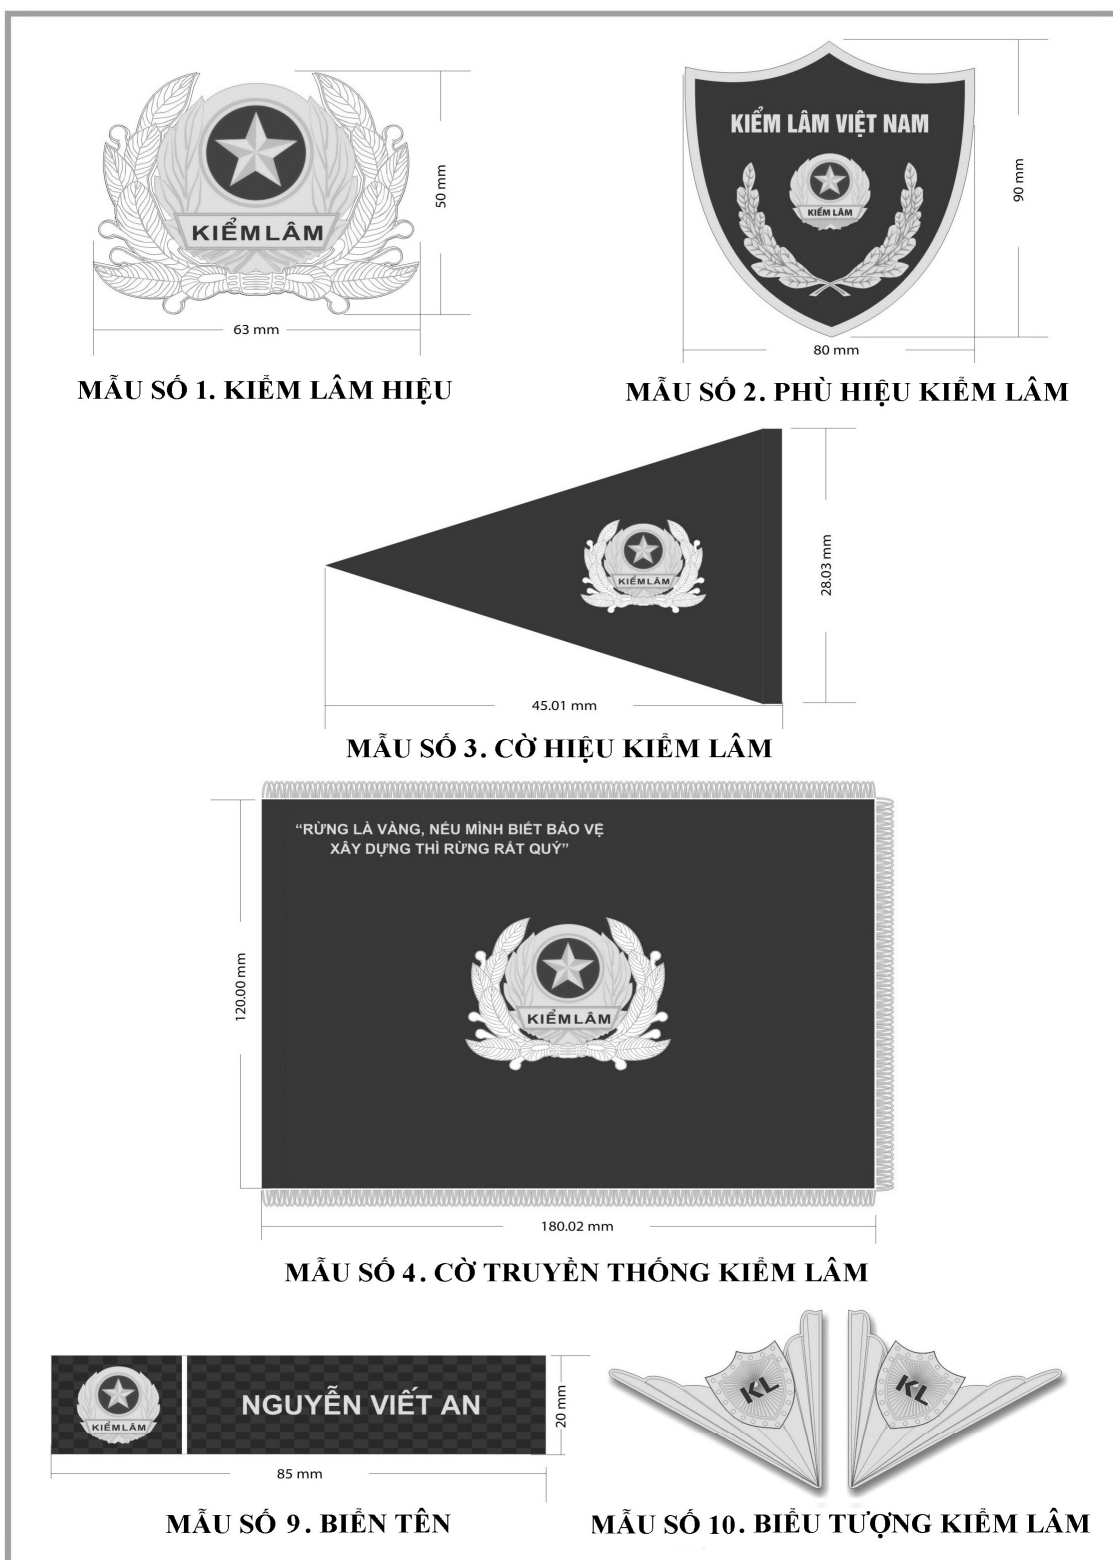 KIỂM LÂM
50 mm
63 mm
MẪU SỐ 1. KIỂM LÂM HIỆU
KIỂM LÂM VIỆT NAM
KIỂM LÂM
90 mm
80 mm
MẪU SỐ 2. PHÙ HIỆU KIỂM LÂM
KIỂM LÂM
28.03 mm
45.01 mm
MẪU SỐ 3. CỜ HIỆU KIỂM LÂM
“RỪNG LÀ VÀNG, NẾU MÌNH BIẾT BẢO VỆ
XÂY DỰNG THÌ RỪNG RẤT QUÝ”
KIỂM LÂM
120.00 mm
180.02 mm
MẪU SỐ 4. CỜ TRUYỀN THỐNG KIỂM LÂM
KIỂM LÂM
NGUYỄN VIẾT AN
20 mm
85 mm
MẪU SỐ 9. BIỂN TÊN
KL
KL
MẪU SỐ 10. BIỂU TƯỢNG KIỂM LÂM